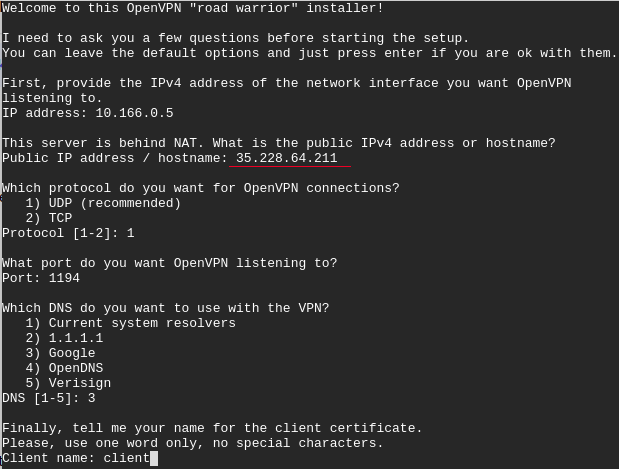 Welcome to this OpenVPN "road warrior" installer!
I need to ask you a few questions before starting the setup.
You can leave the default options and just press enter if you are ok with them.
First, provide the IPv4 address of the network interface you want OpenVPN
listening to.
IP address: 10.166.0.5
This server is behind NAT. What is the public IPv4 address or hostname?
Public IP address / hostname: 35.228.64.211
Which protocol do you want for OpenVPN connections?
1) UDP (recommended)
2) TCP
Protocol [1-2]: 1
What port do you want OpenVPN listening to?
Port: 1194
Which DNS do you want to use with the VPN?
1) Current system resolvers
2) 1.1.1.1
3) Google
4) OpenDNS
5) Verisign
DNS [1-5]: 3
Finally, tell me your name for the client certificate.
Please, use one word only, no special characters.
Client name: client